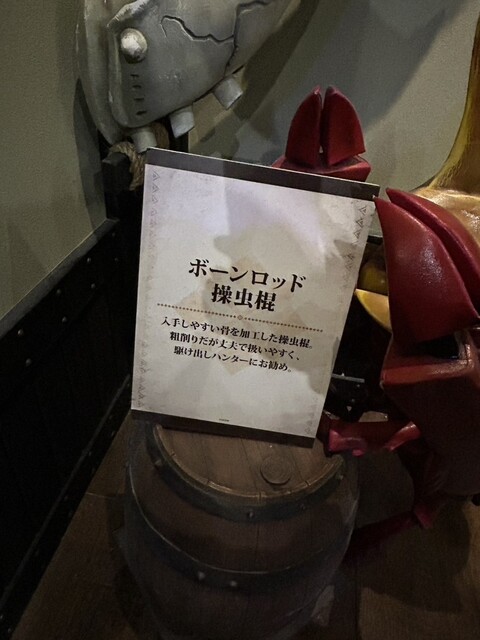 ボーンロッド
操虫棍
入手しやすい骨を加工した操虫棍。
粗削りだが丈夫で扱いやすく、
駆け出しハンターにお勧め。